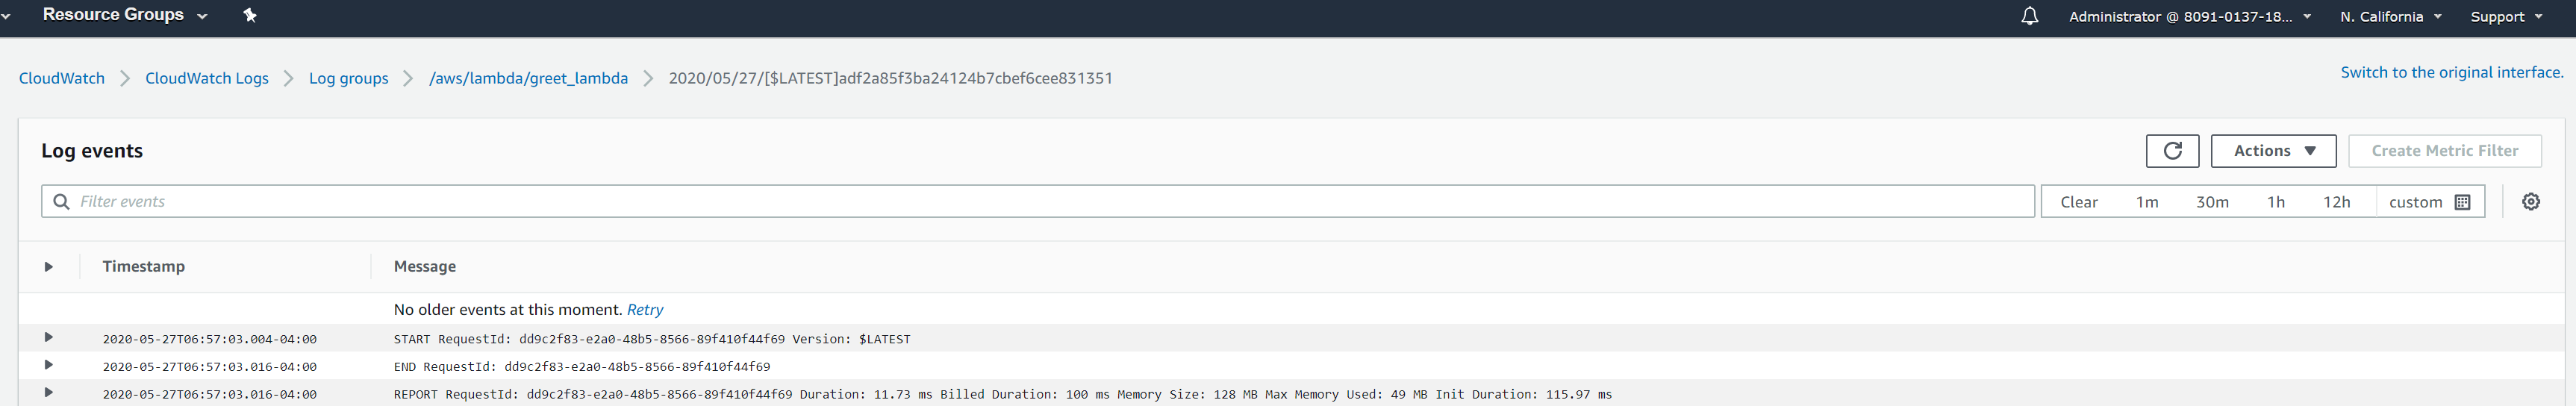 Resource Groups Administrator @ 8091-0137-18... N. California Support
CloudWatch CloudWatch Logs Log groups /aws/lambda/greet_lambda 2020/05/27/[$LATEST]adf2a85f3ba24124b7cbef6cee831351 Switch to the original interface.
Log events Actions Create Metric Filter
Filter events Clear 1m 30m 1h 12h custom
Timestamp Message
No older events at this moment. Retry
2020-05-27T06:57:03.004-04:00 START RequestId: dd9c2f83-e2a0-48b5-8566-89f410f44f69 Version: $LATEST
2020-05-27T06:57:03.016-04:00 END RequestId: dd9c2f83-e2a0-48b5-8566-89f410f44f69
2020-05-27T06:57:03.016-04:00 REPORT RequestId: dd9c2f83-e2a0-48b5-8566-89f410f44f69 Duration: 11.73 ms Billed Duration: 100 ms Memory Size: 128 MB Max Memory Used: 49 MB Init Duration: 115.97 ms